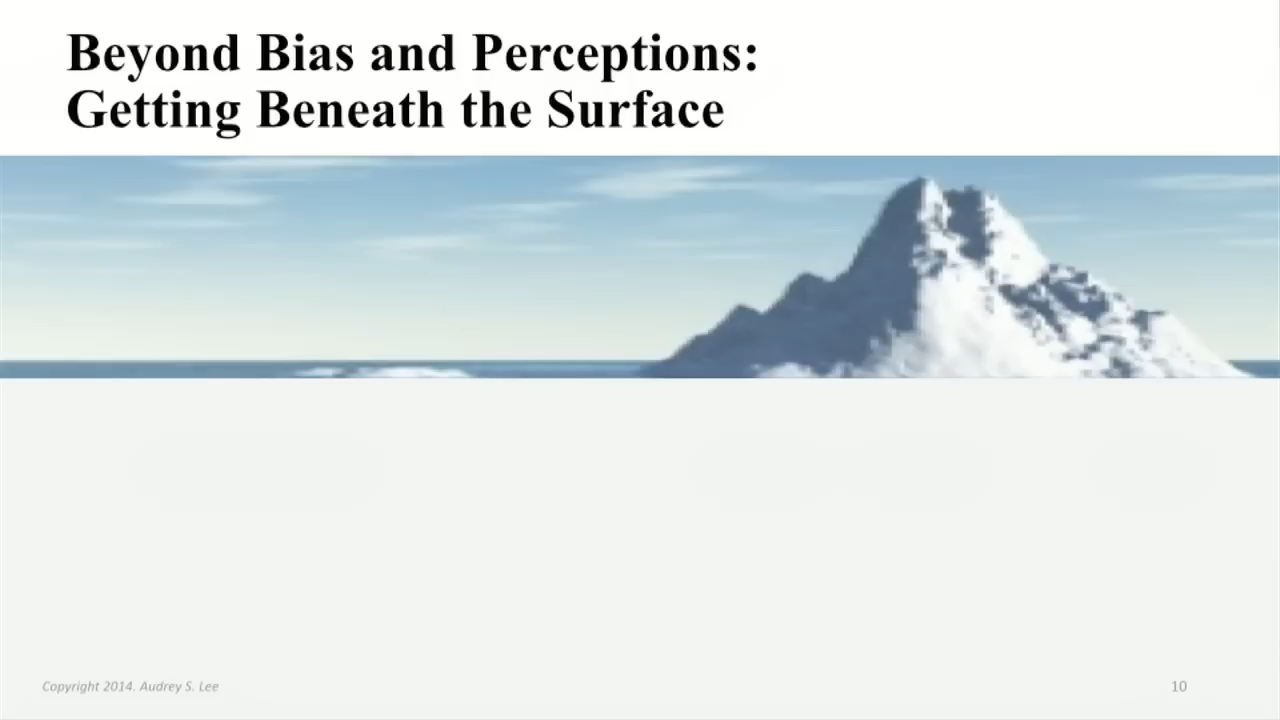 Beyond Bias and Perceptions:
Getting Beneath the Surface
Copyright 2014. Audrey S. Lee
10